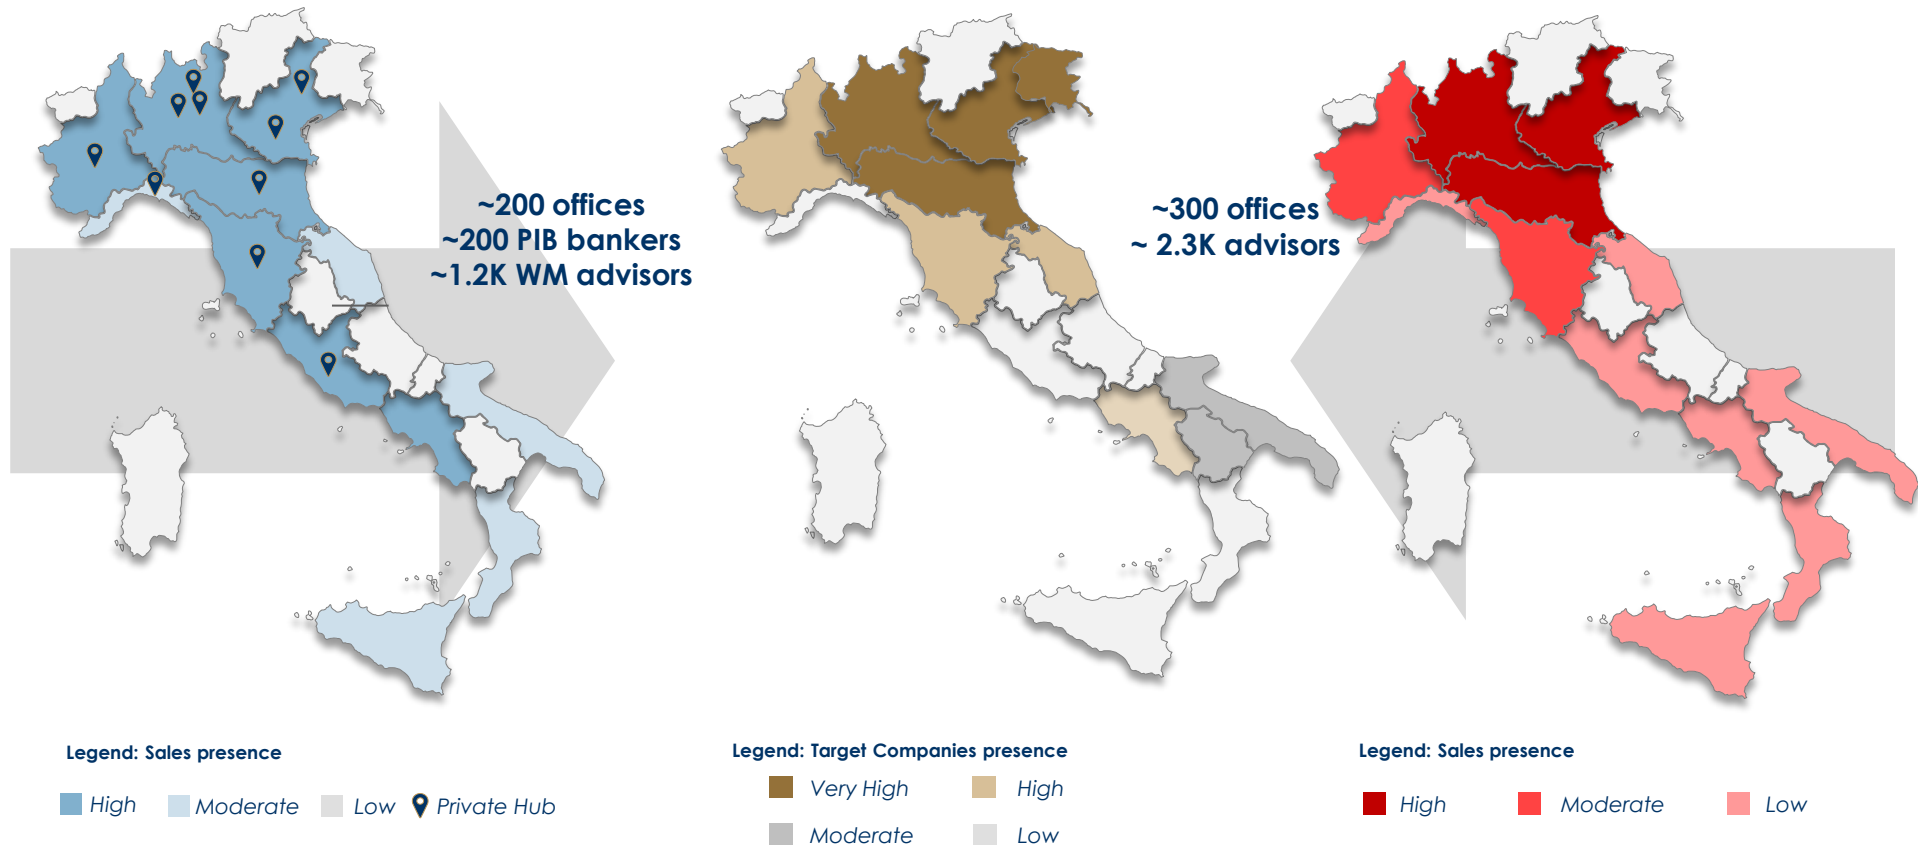 ~200 offices
~200 PIB bankers
~1.2K WM advisors
~300 offices
~ 2.3K advisors
Legend: Sales presence
High
Moderate
Low
Private Hub
Legend: Target Companies presence
Very High
High
Moderate
Low
Legend: Sales presence
High
Moderate
Low